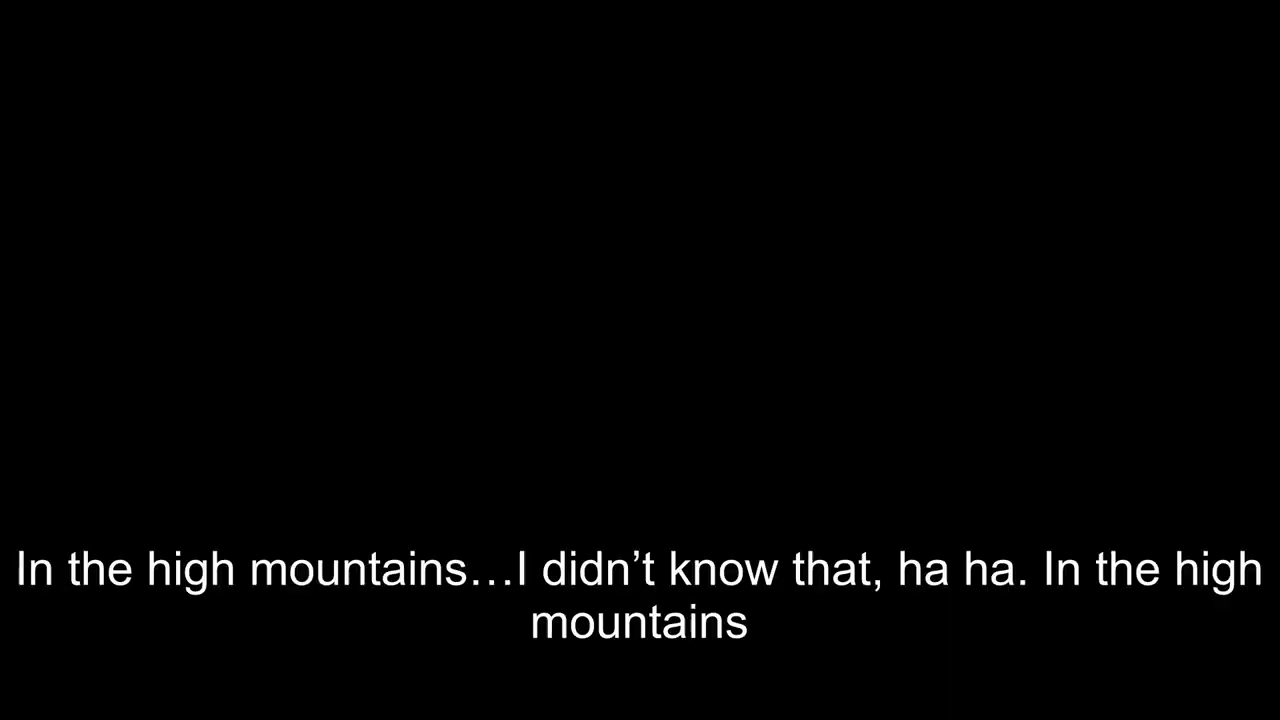 In the high mountains…I didn’t know that, ha ha. In the high
mountains